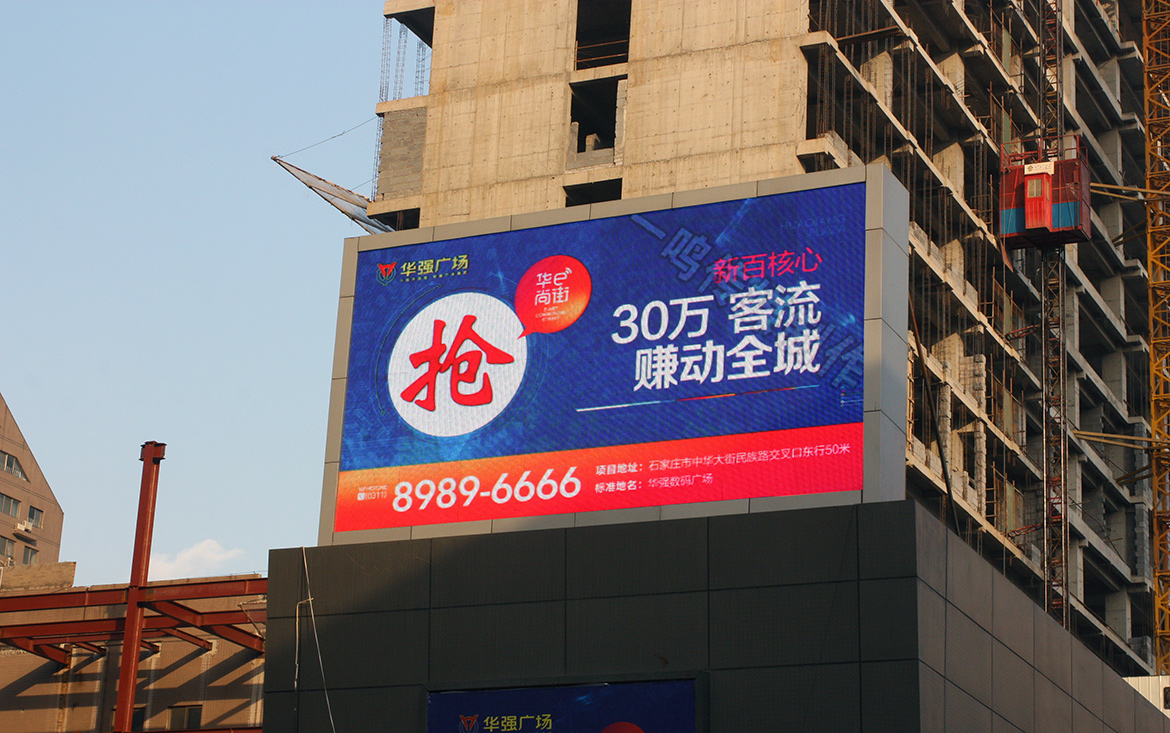 华强广场
华e
尚街
抢
新百核心
30万 客流
赚动全城
(0311)
8989-6666
项目地址：石家庄市中华大街民族路交叉口东行50米
标准地名：华强数码广场
华强广场